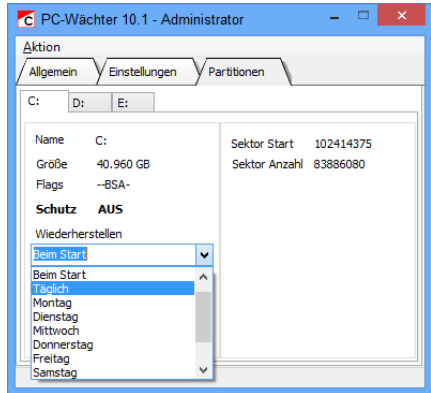 PC-Wächter 10.1 - Administrator
Aktion
Allgemein Einstellungen Partitionen
C: D: E:
Name C:
Größe 40.960 GB
Flags --BSA-
Schutz AUS
Wiederherstellen
Beim Start
Beim Start
Täglich
Montag
Dienstag
Mittwoch
Donnerstag
Freitag
Samstag
Sektor Start 102414375
Sektor Anzahl 83886080